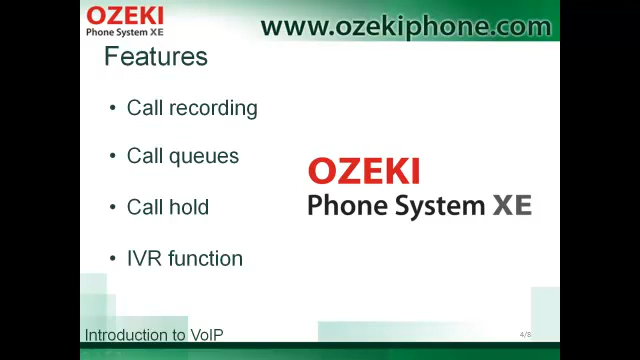 OZEKI
Phone System XE
www.ozekiphone.com
Features
• Call recording
• Call queues
• Call hold
• IVR function
OZEKI
Phone System XE
Introduction to VoIP
4/8